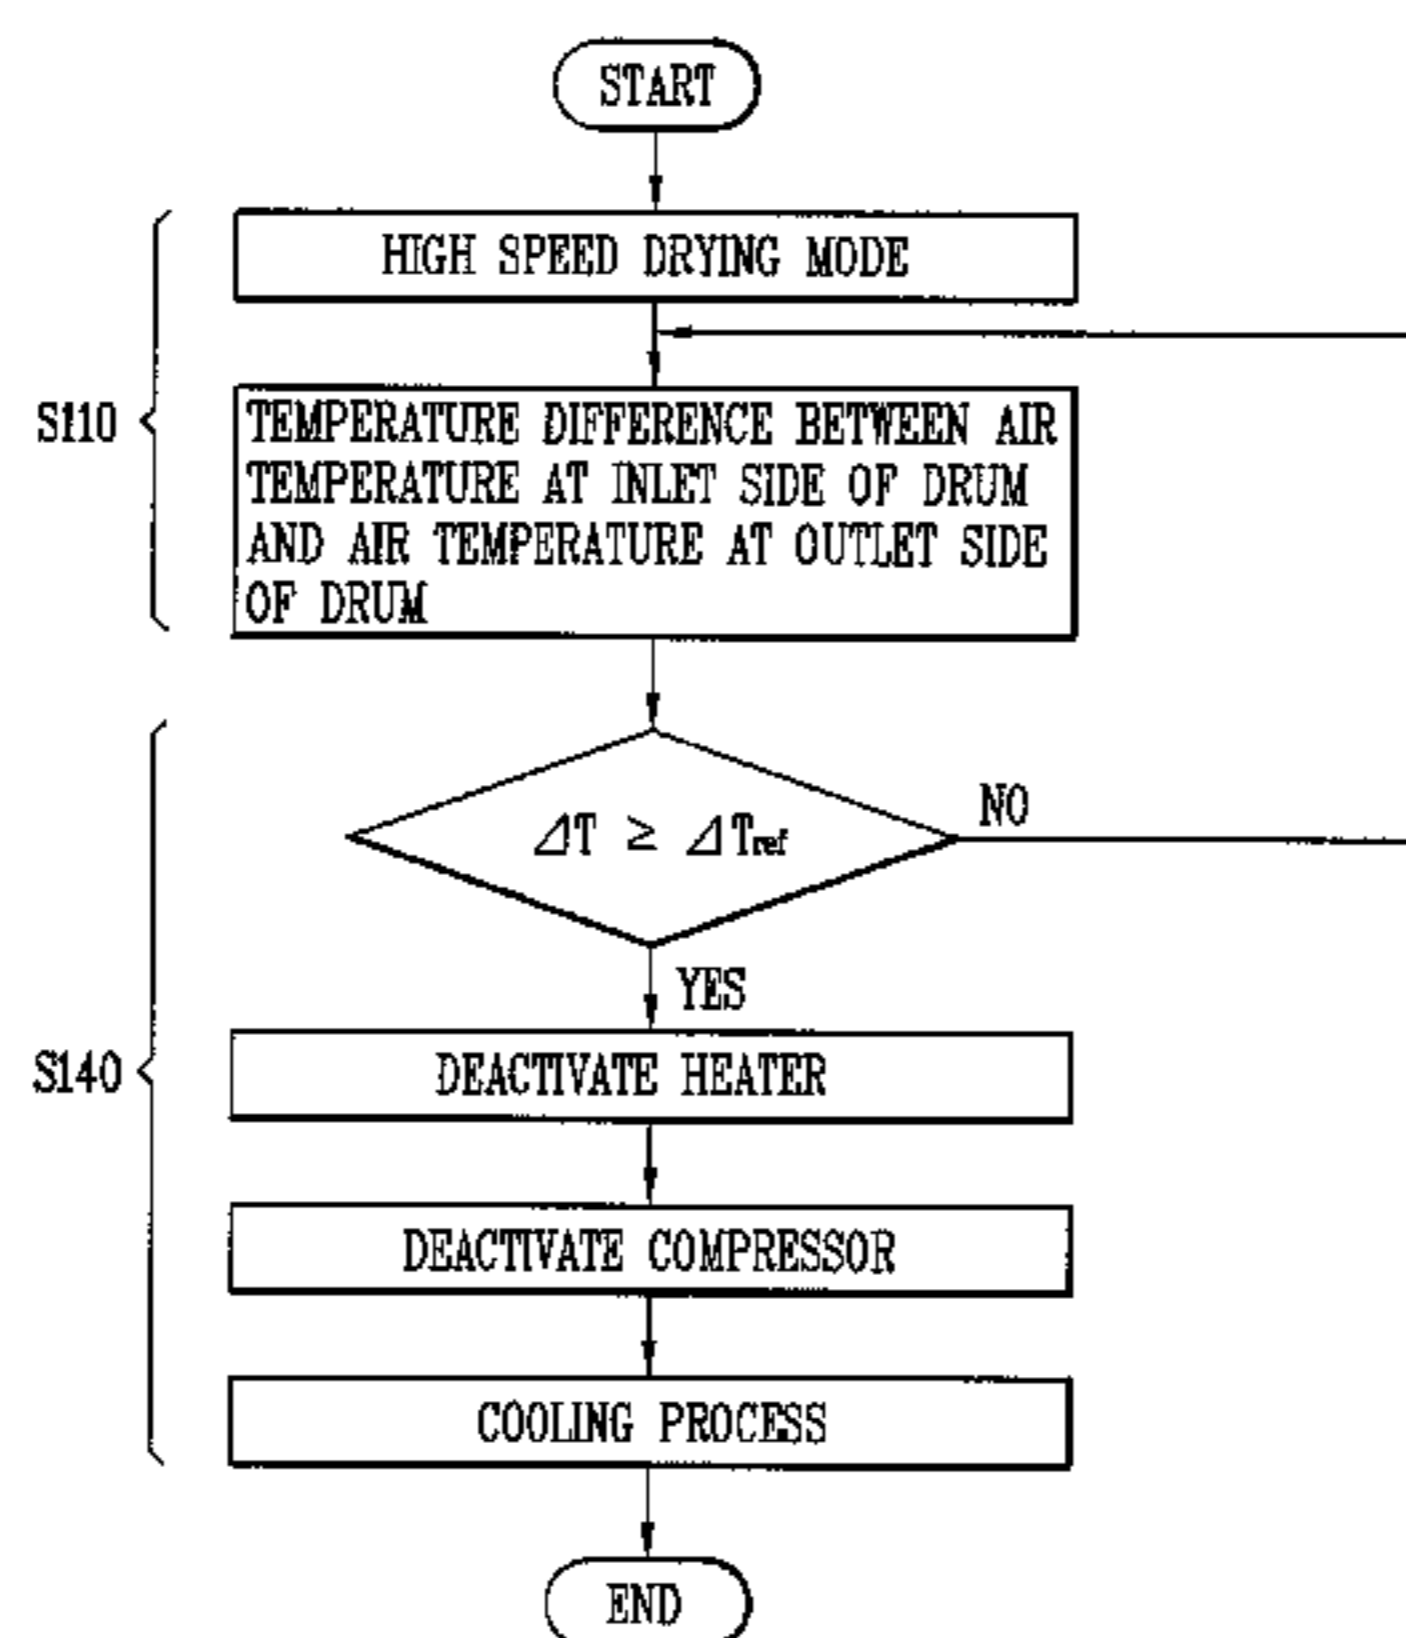 START
HIGH SPEED DRYING MODE
S110
TEMPERATURE DIFFERENCE BETWEEN AIR
TEMPERATURE AT INLET SIDE OF DRUM
AND AIR TEMPERATURE AT OUTLET SIDE
OF DRUM
ΔT ≥ ΔTref
NO
YES
S140
DEACTIVATE HEATER
DEACTIVATE COMPRESSOR
COOLING PROCESS
END